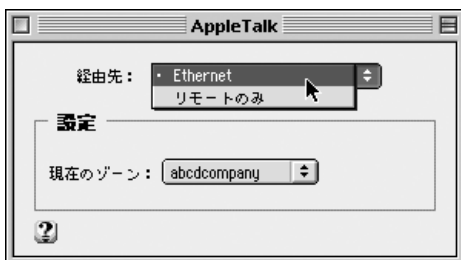 AppleTalk
経由先： • Ethernet
リモートのみ
設定
現在のゾーン： abcdcompany
?